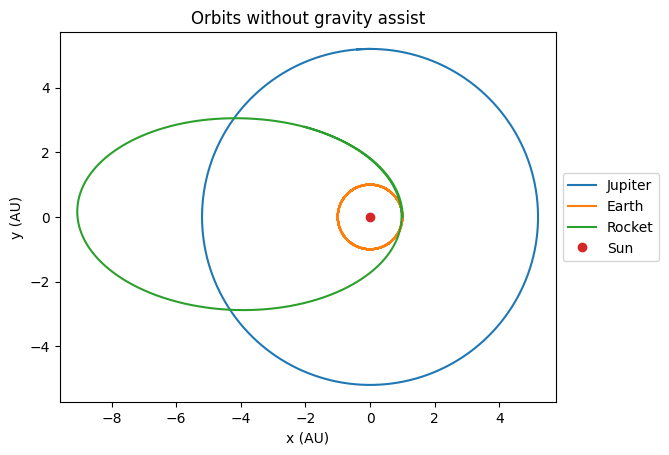 Orbits without gravity assist
y (AU)
4
2
0
−2
−4
−8
−6
−4
−2
0
2
4
x (AU)
Jupiter
Earth
Rocket
Sun